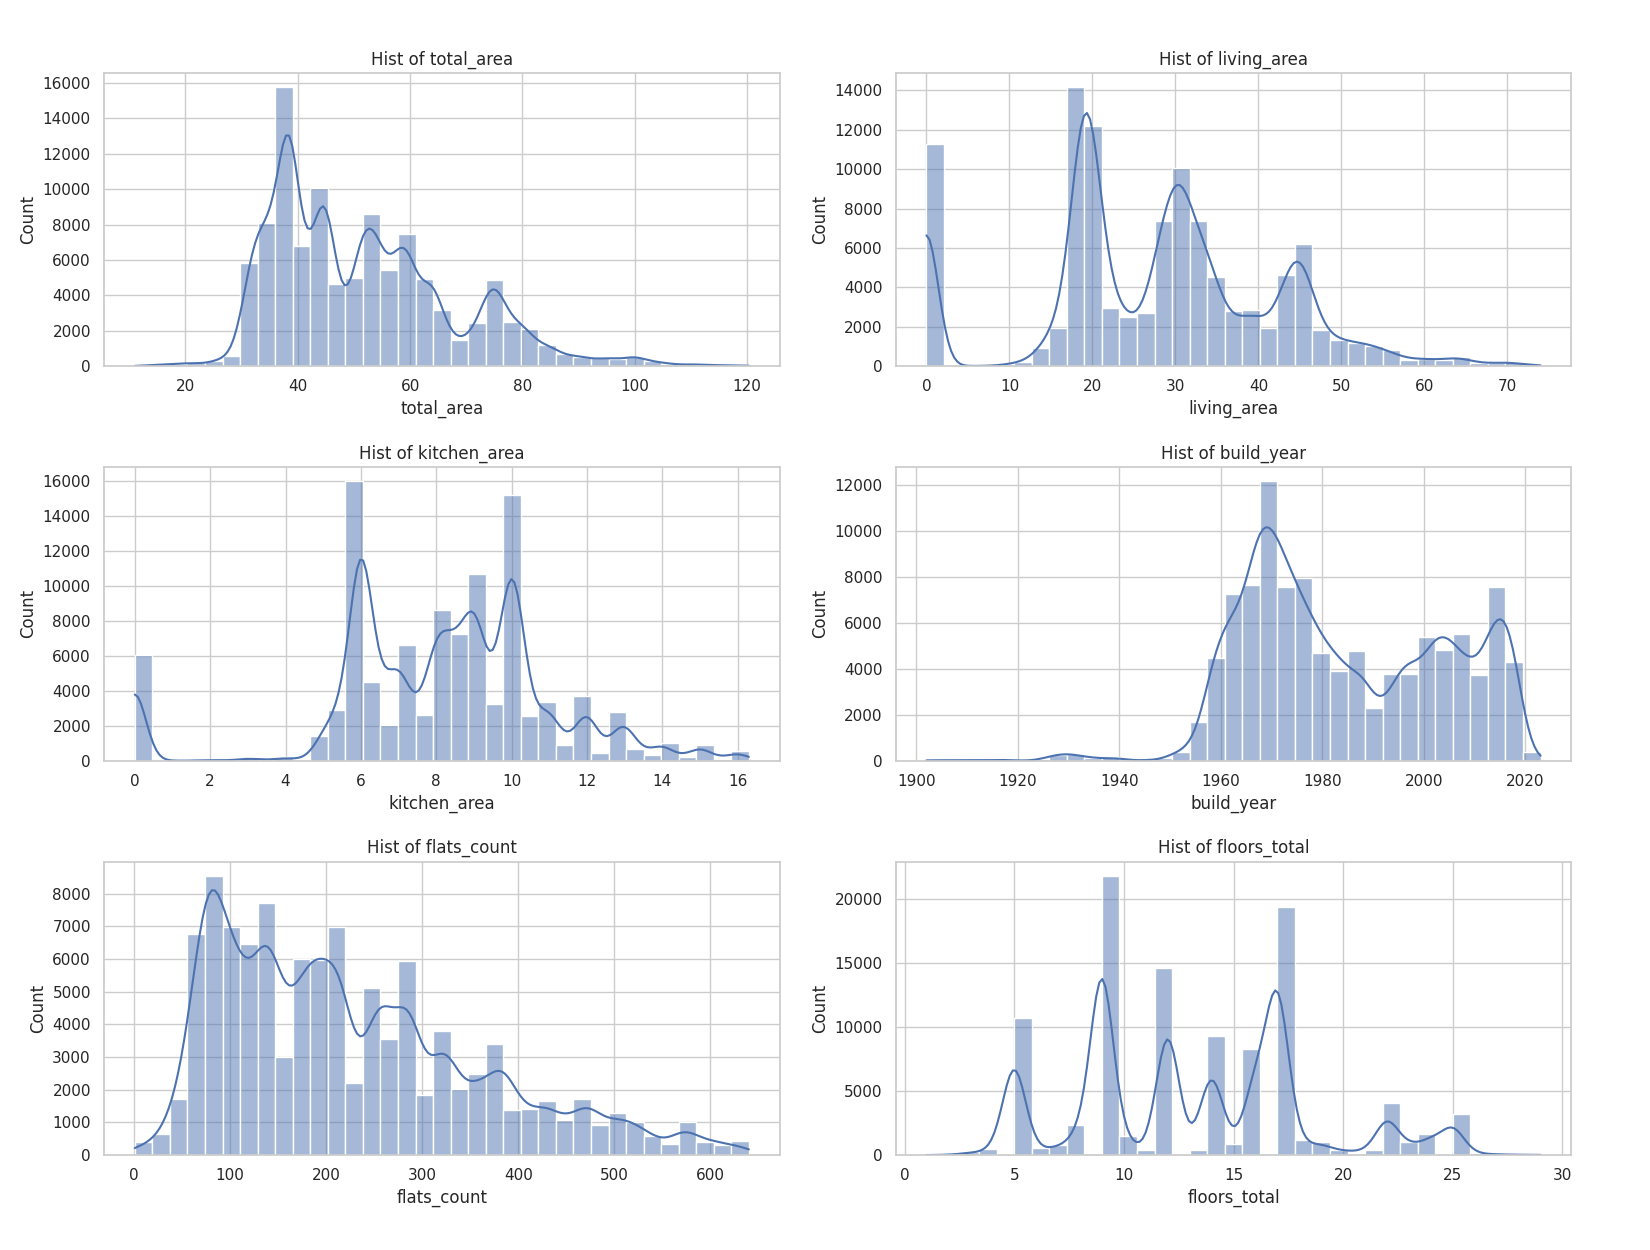 Hist of total_area
16000
14000
12000
10000
8000
6000
4000
2000
0
Count
20 40 60 80 100 120
total_area
Hist of living_area
14000
12000
10000
8000
6000
4000
2000
0
Count
0 10 20 30 40 50 60 70
living_area
Hist of kitchen_area
16000
14000
12000
10000
8000
6000
4000
2000
0
Count
0 2 4 6 8 10 12 14 16
kitchen_area
Hist of build_year
12000
10000
8000
6000
4000
2000
0
Count
1900 1920 1940 1960 1980 2000 2020
build_year
Hist of flats_count
8000
7000
6000
5000
4000
3000
2000
1000
0
Count
0 100 200 300 400 500 600
flats_count
Hist of floors_total
20000
15000
10000
5000
0
Count
0 5 10 15 20 25 30
floors_total